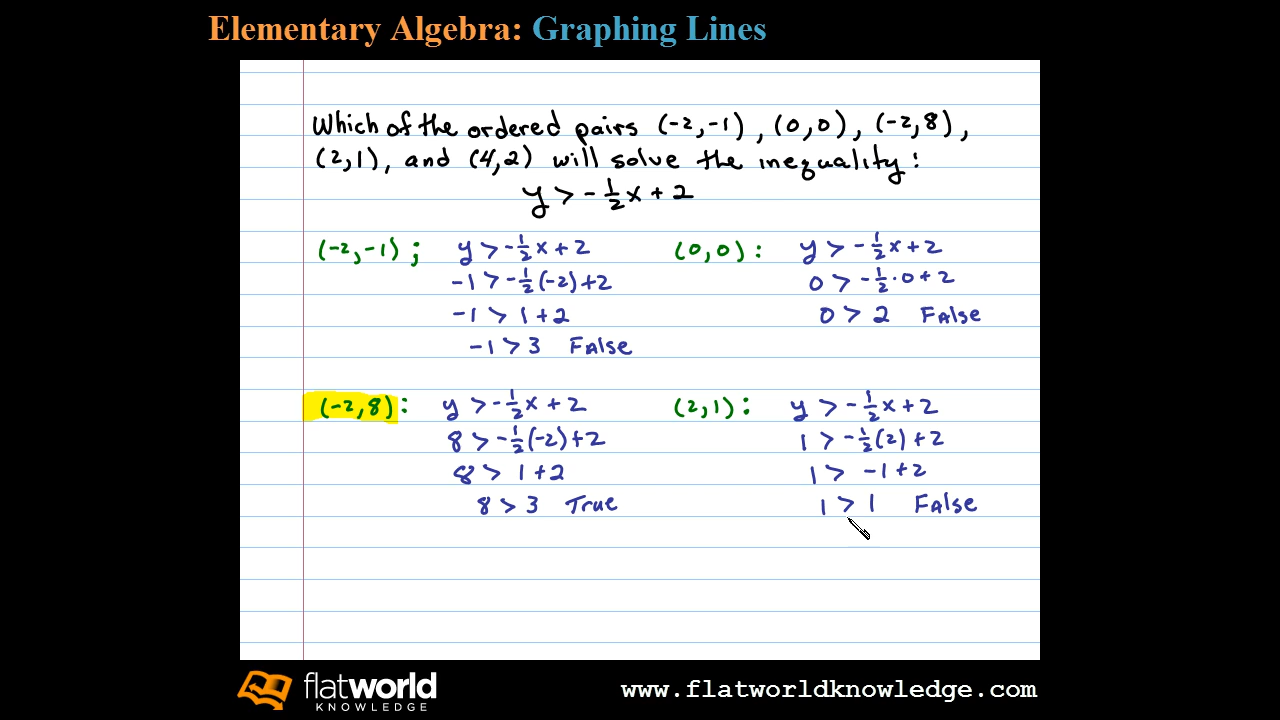 Elementary Algebra: Graphing Lines
Which of the ordered pairs (-2,-1), (0,0), (-2,8),
(2,1), and (4,2) will solve the inequality:
y > -1/2x + 2
(-2,-1);
y > -1/2x + 2
-1 > -1/2(-2) + 2
-1 > 1 + 2
-1 > 3 False
(0,0):
y > -1/2x + 2
0 > -1/2·0 + 2
0 > 2 False
(-2,8):
y > -1/2x + 2
8 > -1/2(-2) + 2
8 > 1 + 2
8 > 3 True
(2,1):
y > -1/2x + 2
1 > -1/2(2) + 2
1 > -1 + 2
1 > 1 False
flatworld
KNOWLEDGE
www.flatworldknowledge.com